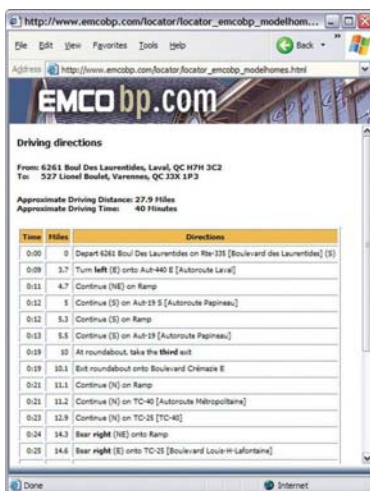 http://www.emcobp.com/locator/locator_emcobp_modelhom...
File Edit View Favorites Tools Help Back
Address http://www.emcobp.com/locator/locator_emcobp_modelhomes.html
EMCO bp.com
Driving directions
From: 6261 Boul Des Laurentides, Laval, QC H7H 3C2
To: 527 Lionel Boulet, Varennes, QC J3X 1P3
Approximate Driving Distance: 27.9 Miles
Approximate Driving Time: 40 Minutes
Time Miles Directions
0:00 0 Depart 6261 Boul Des Laurentides on Rte-335 [Boulevard des Laurentides] (S)
0:09 3.7 Turn left (E) onto Aut-440 E [Autoroute Laval]
0:11 4.7 Continue (NE) on Ramp
0:12 5 Continue (S) on Aut-19 S [Autoroute Papineau]
0:12 5.3 Continue (S) on Ramp
0:13 5.5 Continue (S) on Aut-19 [Autoroute Papineau]
0:19 10 At roundabout, take the third exit
0:19 10.1 Exit roundabout onto Boulevard Crémazie E
0:21 11.1 Continue (N) on Ramp
0:21 11.2 Continue (N) on TC-40 [Autoroute Métropolitaine]
0:23 12.9 Continue (N) on TC-25 [TC-40]
0:24 14.3 Bear right (NE) onto Ramp
0:25 14.6 Bear right (E) onto TC-25 [Boulevard Louis-H-Lafontaine]
Done Internet